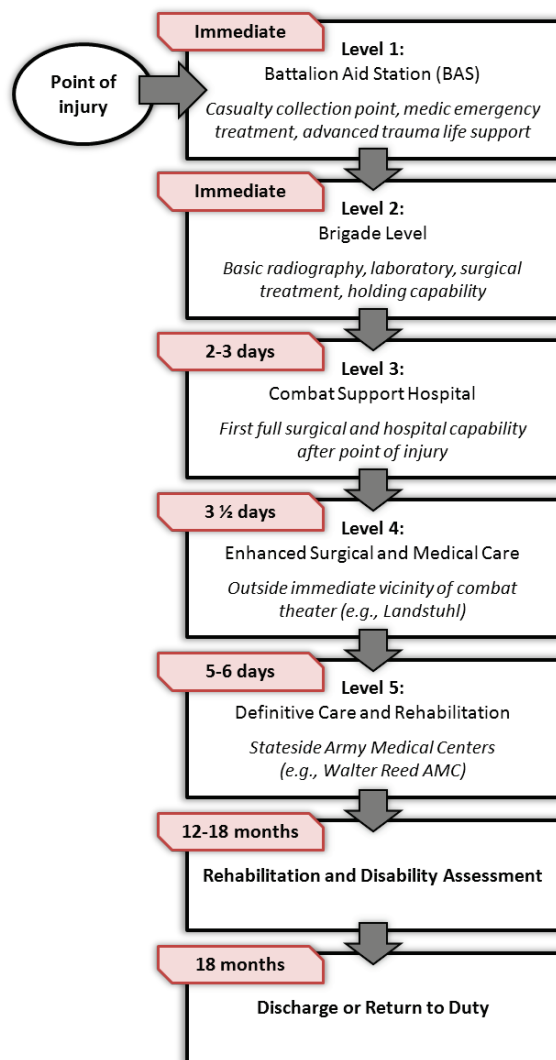 Point of
injury
Immediate
Level 1:
Battalion Aid Station (BAS)
Casualty collection point, medic emergency
treatment, advanced trauma life support
Immediate
Level 2:
Brigade Level
Basic radiography, laboratory, surgical
treatment, holding capability
2-3 days
Level 3:
Combat Support Hospital
First full surgical and hospital capability
after point of injury
3 ½ days
Level 4:
Enhanced Surgical and Medical Care
Outside immediate vicinity of combat
theater (e.g., Landstuhl)
5-6 days
Level 5:
Definitive Care and Rehabilitation
Stateside Army Medical Centers
(e.g., Walter Reed AMC)
12-18 months
Rehabilitation and Disability Assessment
18 months
Discharge or Return to Duty